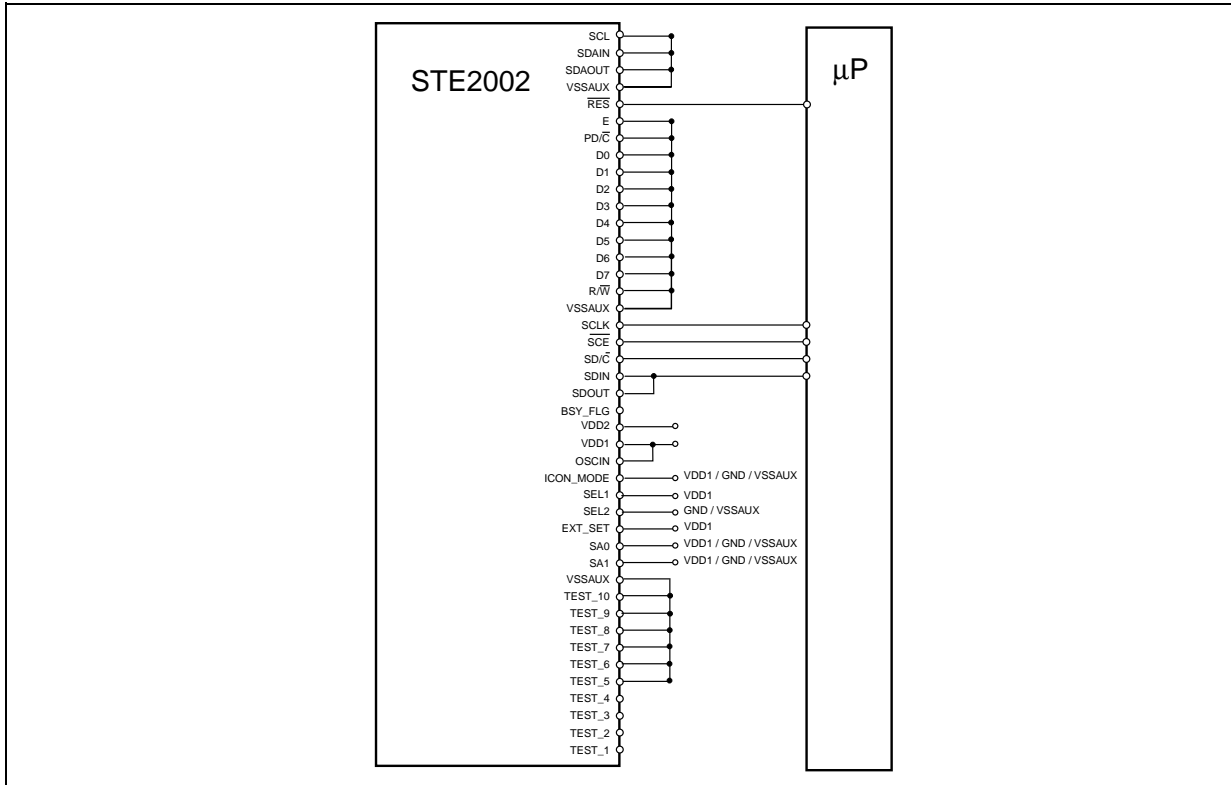 STE2002
μP
SCL
SDAIN
SDAOUT
VSSAUX
R̅E̅S̅
E
PD/C̅
D0
D1
D2
D3
D4
D5
D6
D7
R/W̅
VSSAUX
SCLK
S̅C̅E̅
SD/C̅
SDIN
SDOUT
BSY_FLG
VDD2
VDD1
OSCIN
ICON_MODE VDD1 / GND / VSSAUX
SEL1 VDD1
SEL2 GND / VSSAUX
EXT_SET VDD1
SA0 VDD1 / GND / VSSAUX
SA1 VDD1 / GND / VSSAUX
VSSAUX
TEST_10
TEST_9
TEST_8
TEST_7
TEST_6
TEST_5
TEST_4
TEST_3
TEST_2
TEST_1